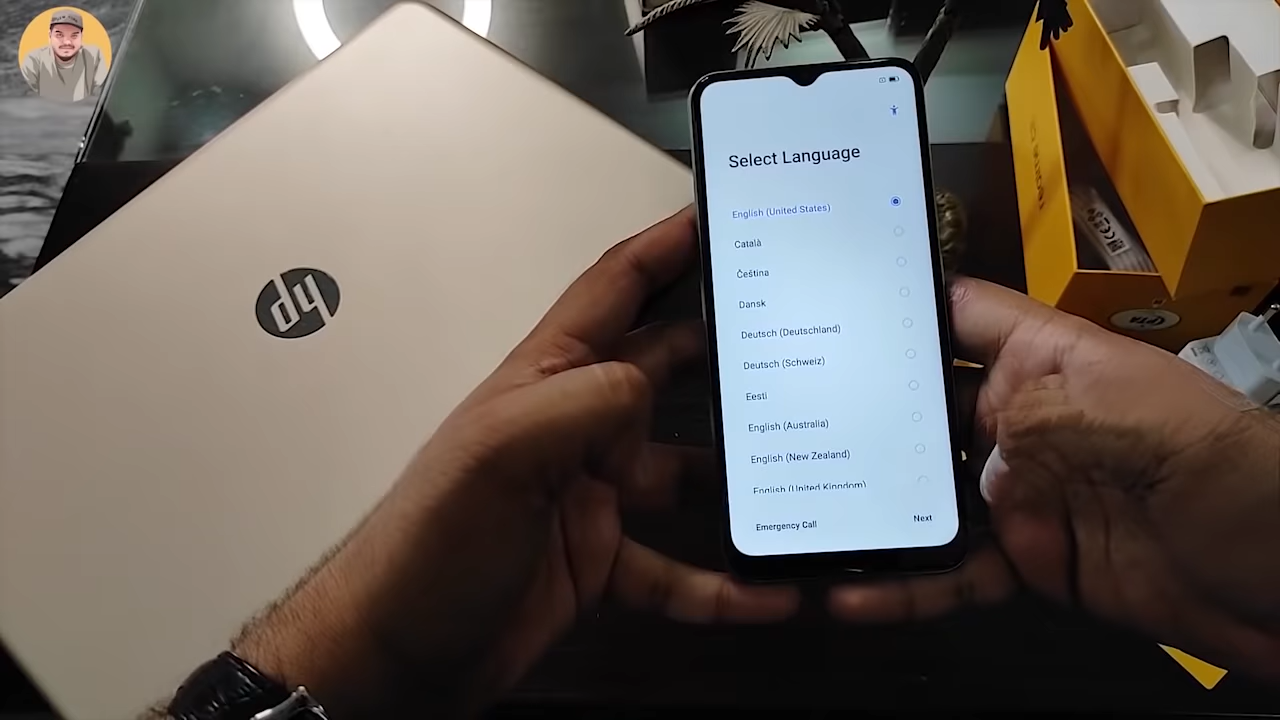 Select Language
English (United States)
Català
Čeština
Dansk
Deutsch (Deutschland)
Deutsch (Schweiz)
Eesti
English (Australia)
English (New Zealand)
English (United Kingdom)
Emergency Call
Next
hp
PTA